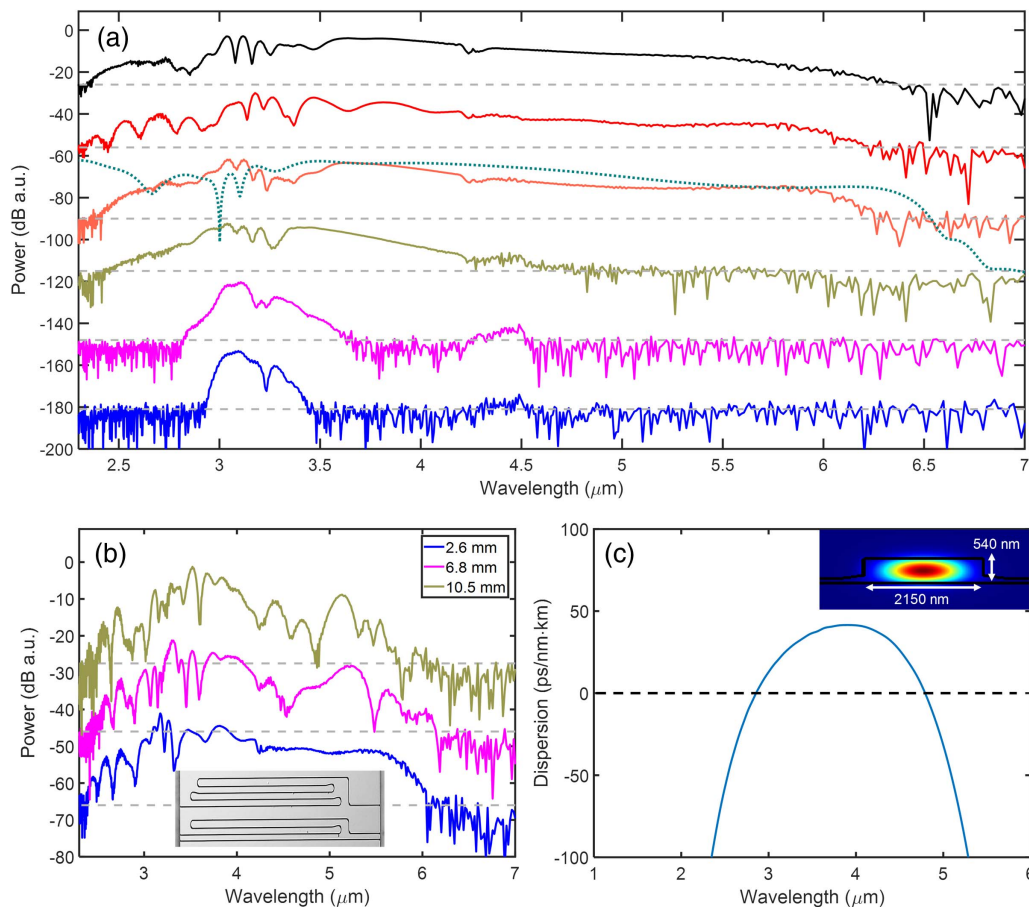 (a)
Power (dB a.u.)
0
-20
-40
-60
-80
-100
-120
-140
-160
-180
-200
2.5 3 3.5 4 4.5 5 5.5 6 6.5 7
Wavelength (μm)
(b)
2.6 mm
6.8 mm
10.5 mm
Power (dB a.u.)
0
-10
-20
-30
-40
-50
-60
-70
-80
3 4 5 6 7
Wavelength (μm)
(c)
540 nm
2150 nm
Dispersion (ps/nm·km)
100
50
0
-50
-100
1 2 3 4 5 6
Wavelength (μm)